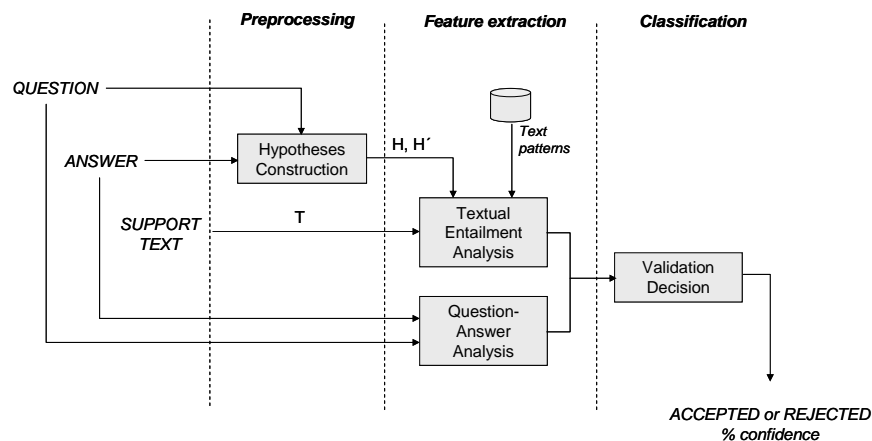 Preprocessing
Feature extraction
Classification
QUESTION
Text
patterns
Hypotheses
Construction
H, H´
ANSWER
SUPPORT
TEXT
T
Textual
Entailment
Analysis
Validation
Decision
Question-
Answer
Analysis
ACCEPTED or REJECTED
% confidence